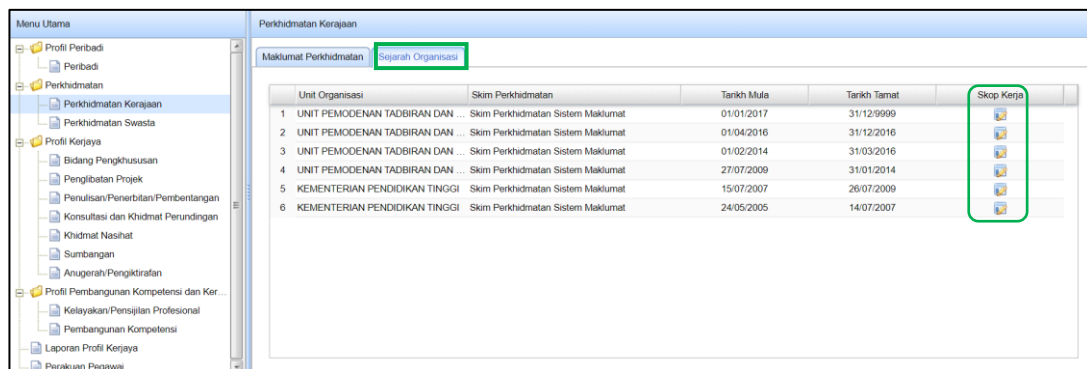 Menu Utama
Profil Peribadi
Peribadi
Perkhidmatan
Perkhidmatan Kerajaan
Perkhidmatan Swasta
Profil Kerjaya
Bidang Pengkhususan
Penglibatan Projek
Penulisan/Penerbitan/Pembentangan
Konsultasi dan Khidmat Perundingan
Khidmat Nasihat
Sumbangan
Anugerah/Pengiktirafan
Profil Pembangunan Kompetensi dan Ker...
Kelayakan/Pensijilan Profesional
Pembangunan Kompetensi
Laporan Profil Kerjaya
Perakuan Pegawai
Perkhidmatan Kerajaan
Maklumat Perkhidmatan Sejarah Organisasi
Unit Organisasi Skim Perkhidmatan Tarikh Mula Tarikh Tamat Skop Kerja
1 UNIT PEMODENAN TADBIRAN DAN ... Skim Perkhidmatan Sistem Maklumat 01/01/2017 31/12/9999
2 UNIT PEMODENAN TADBIRAN DAN ... Skim Perkhidmatan Sistem Maklumat 01/04/2016 31/12/2016
3 UNIT PEMODENAN TADBIRAN DAN ... Skim Perkhidmatan Sistem Maklumat 01/02/2014 31/03/2016
4 UNIT PEMODENAN TADBIRAN DAN ... Skim Perkhidmatan Sistem Maklumat 27/07/2009 31/01/2014
5 KEMENTERIAN PENDIDIKAN TINGGI Skim Perkhidmatan Sistem Maklumat 15/07/2007 26/07/2009
6 KEMENTERIAN PENDIDIKAN TINGGI Skim Perkhidmatan Sistem Maklumat 24/05/2005 14/07/2007